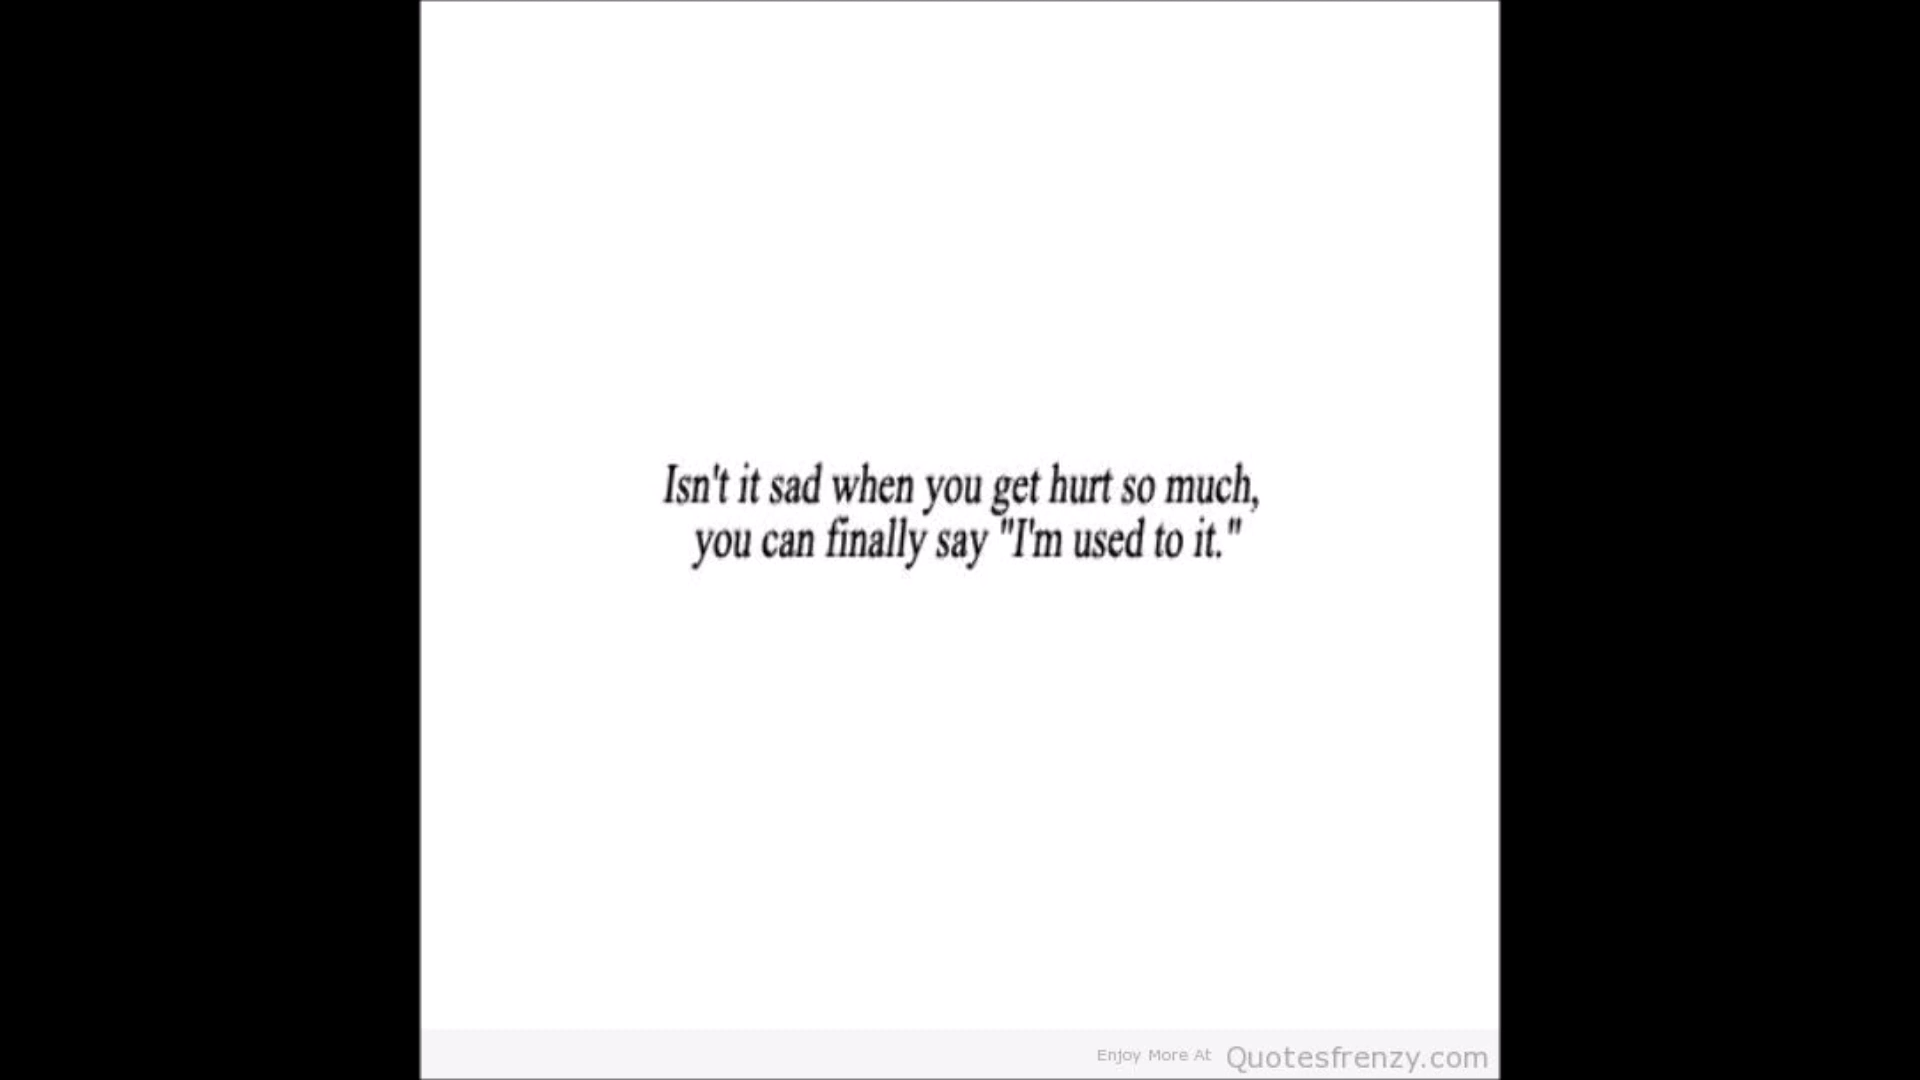 Isn't it sad when you get hurt so much,
you can finally say "I'm used to it."
Enjoy More At Quotesfrenzy.com